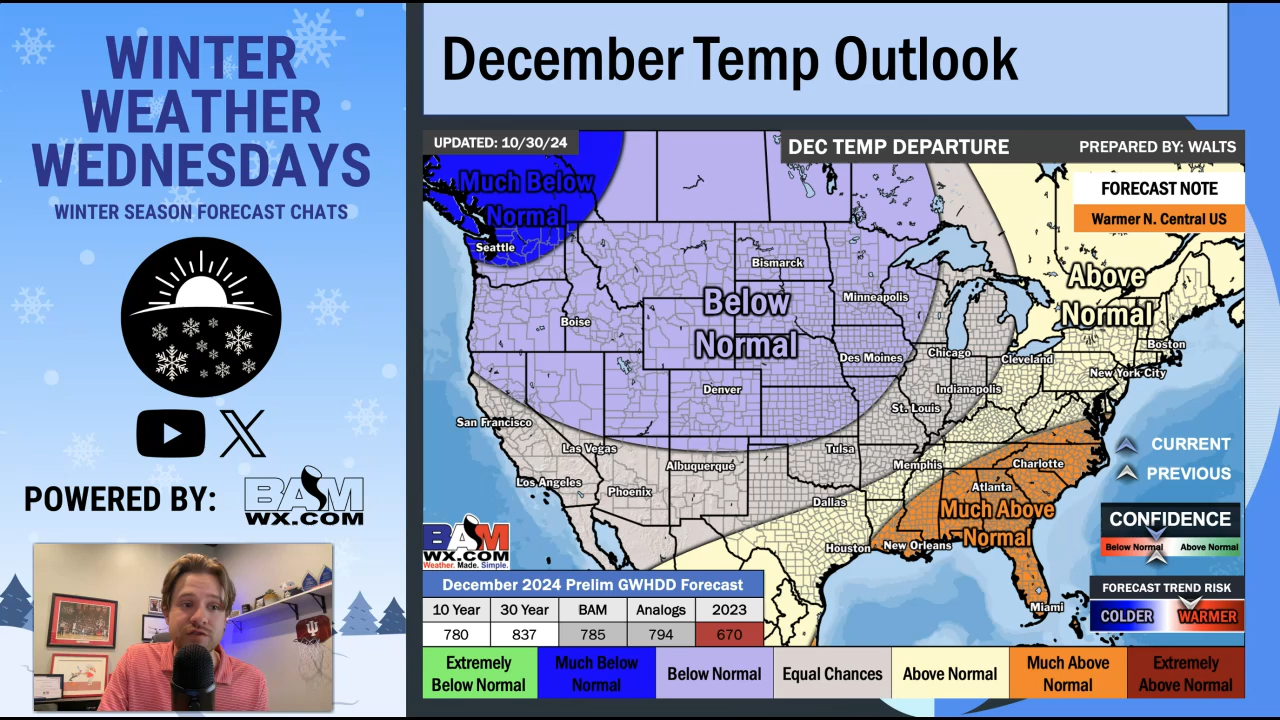 WINTER
WEATHER
WEDNESDAYS
WINTER SEASON FORECAST CHATS
POWERED BY:
BAM
WX.COM
December Temp Outlook
UPDATED: 10/30/24
DEC TEMP DEPARTURE
PREPARED BY: WALTS
FORECAST NOTE
Warmer N. Central US
Much Below
Normal
Seattle
Bismarck
Above
Normal
Below
Normal
Minneapolis
Boise
Boston
Des Moines
Chicago
Cleveland
New York City
Denver
Indianapolis
St. Louis
San Francisco
Las Vegas
Tulsa
Albuquerque
Memphis
Charlotte
Los Angeles
Phoenix
Atlanta
Dallas
Much Above
Normal
Houston
New Orleans
Miami
CURRENT
PREVIOUS
CONFIDENCE
Below Normal
Above Normal
FORECAST TREND RISK
COLDER
WARMER
BAM
WX.COM
Weather. Made. Simple.
December 2024 Prelim GWHDD Forecast
10 Year 30 Year BAM Analogs 2023
780 837 785 794 670
Extremely
Below Normal
Much Below
Normal
Below Normal
Equal Chances
Above Normal
Much Above
Normal
Extremely
Above Normal